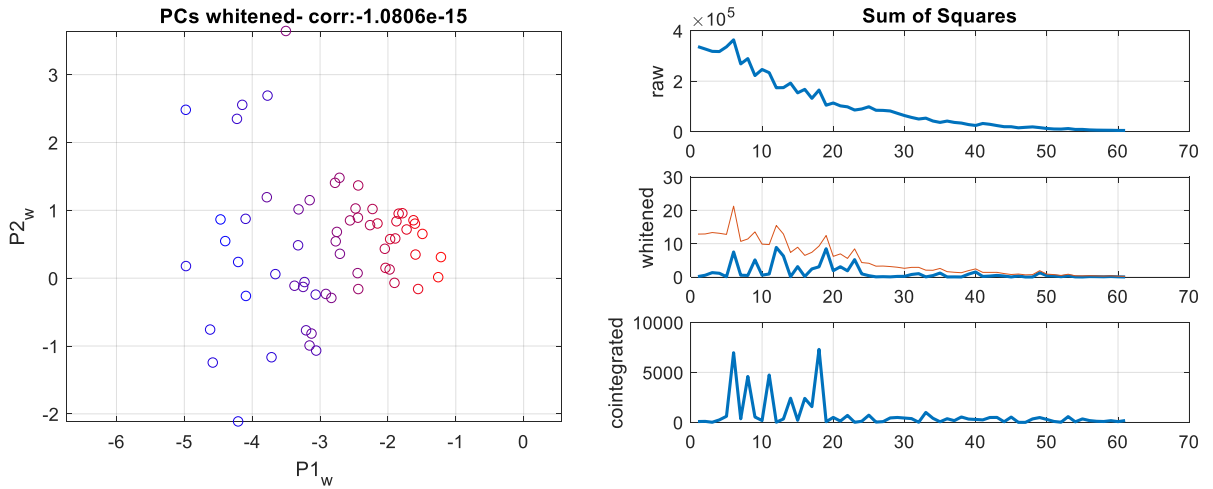 PCs whitened- corr:-1.0806e-15
P2w
3
2
1
0
-1
-2
-6 -5 -4 -3 -2 -1 0
P1w
Sum of Squares
×10^5
raw
4
2
0
0 10 20 30 40 50 60 70
whitened
30
20
10
0
0 10 20 30 40 50 60 70
cointegrated
10000
5000
0
0 10 20 30 40 50 60 70